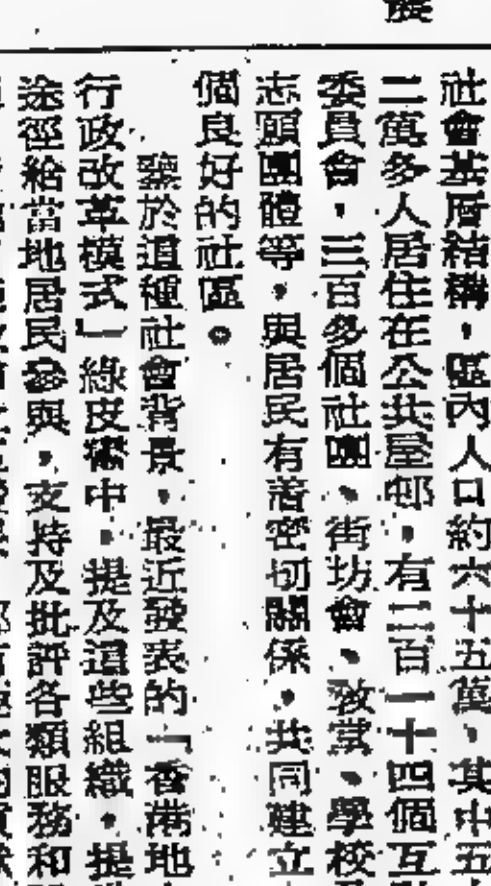 展
社會基層結構，區內人口約六十五萬、其中五
二萬多人居住在公共屋邨，有二百一十四個互
委員會，三百多個社團、街坊會、教堂、學校及
志願團體等，與居民有著密切關係，共同建立
個良好的社區。
鑒於這種社會背景，最近發表的「香港地
行政改革模式」綠皮書中，提及這些組織，提
途徑給當地居民參與，支持及批評各類服務和